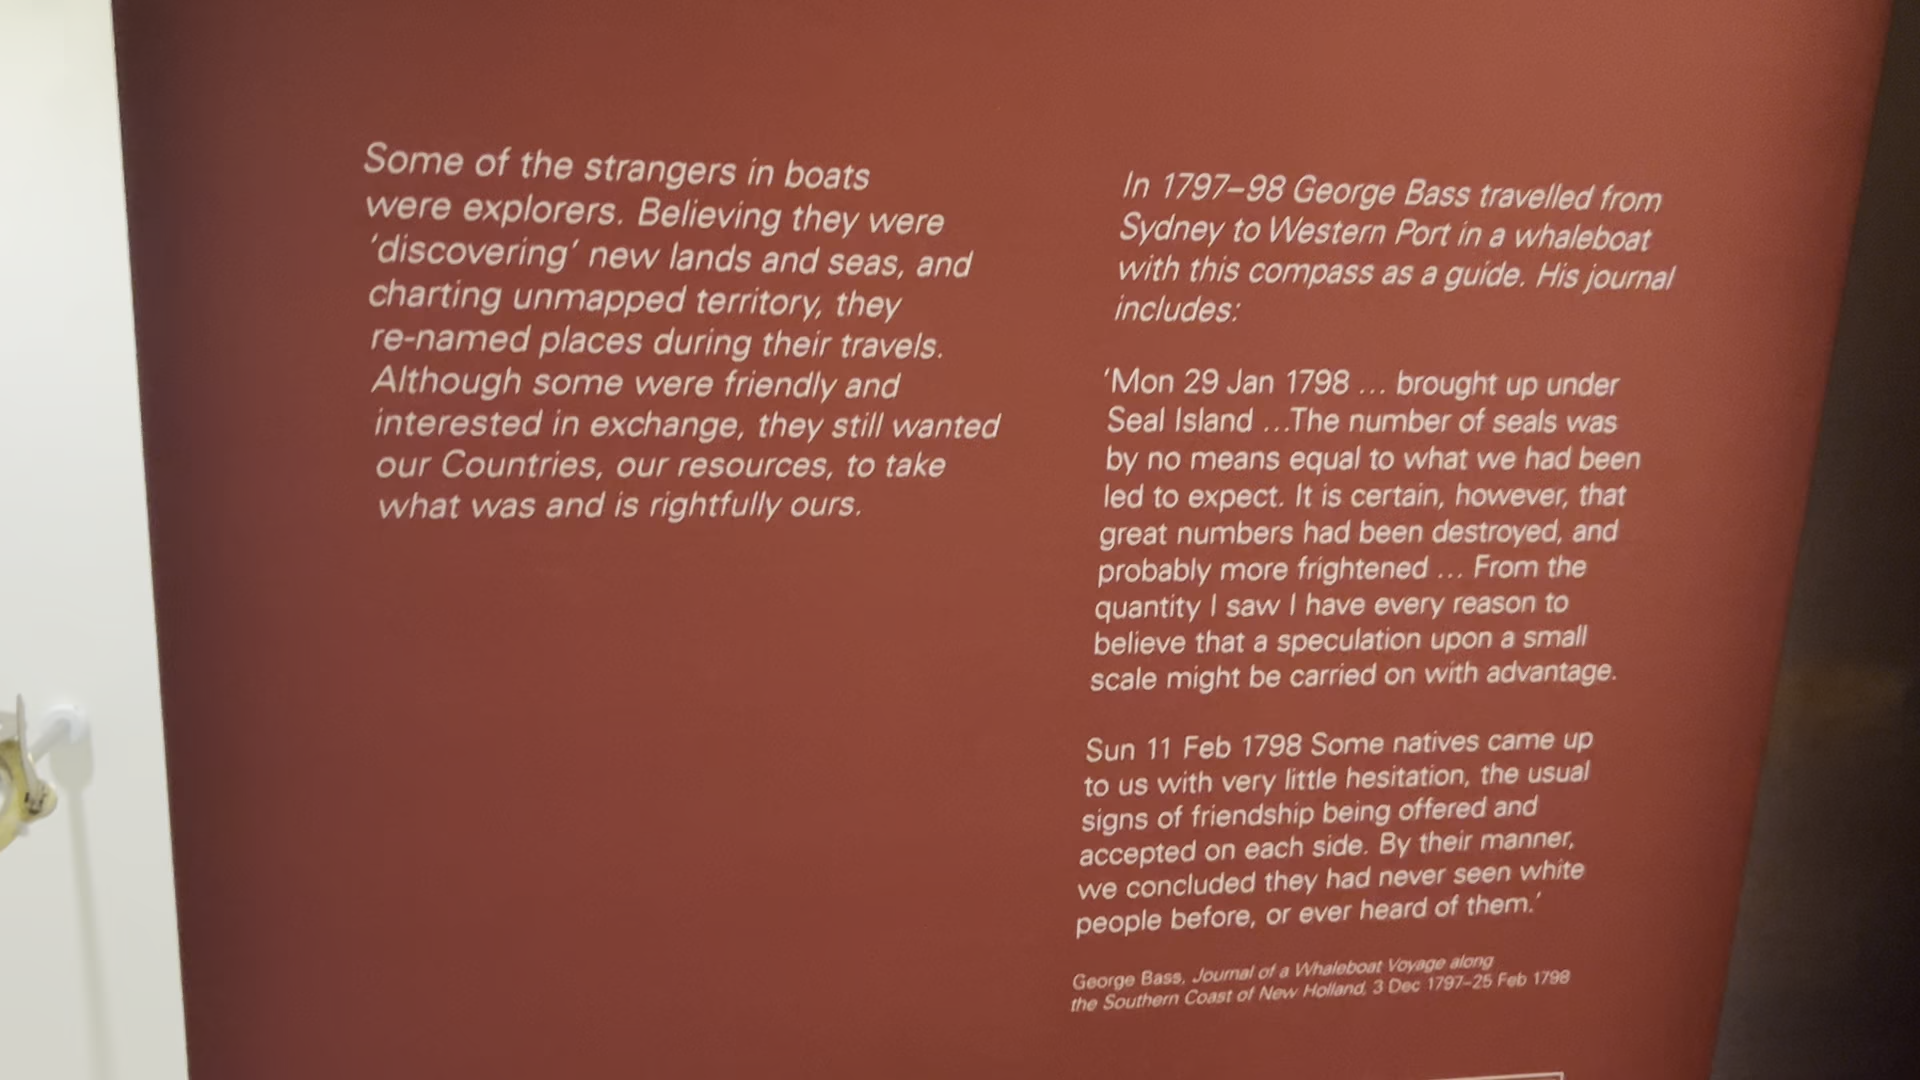 Some of the strangers in boats
were explorers. Believing they were
‘discovering’ new lands and seas, and
charting unmapped territory, they
re-named places during their travels.
Although some were friendly and
interested in exchange, they still wanted
our Countries, our resources, to take
what was and is rightfully ours.
In 1797–98 George Bass travelled from
Sydney to Western Port in a whaleboat
with this compass as a guide. His journal
includes:
‘Mon 29 Jan 1798 ... brought up under
Seal Island ...The number of seals was
by no means equal to what we had been
led to expect. It is certain, however, that
great numbers had been destroyed, and
probably more frightened ... From the
quantity I saw I have every reason to
believe that a speculation upon a small
scale might be carried on with advantage.
Sun 11 Feb 1798 Some natives came up
to us with very little hesitation, the usual
signs of friendship being offered and
accepted on each side. By their manner,
we concluded they had never seen white
people before, or ever heard of them.’
George Bass, Journal of a Whaleboat Voyage along
the Southern Coast of New Holland, 3 Dec 1797–25 Feb 1798